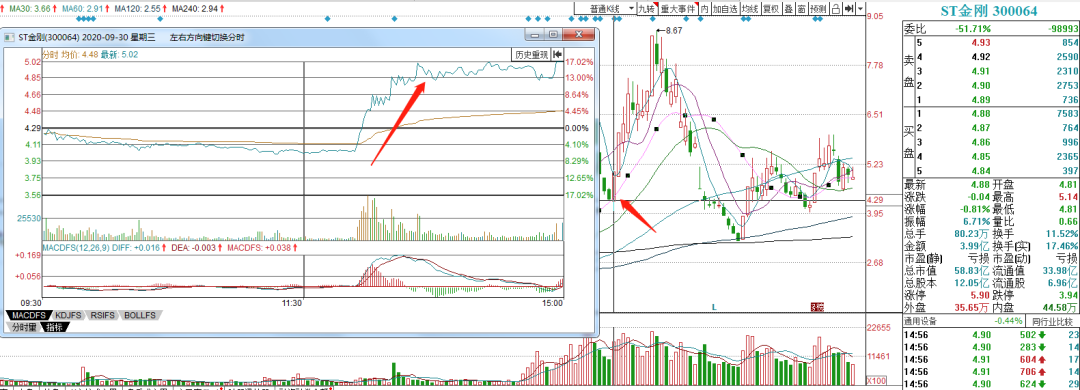 MA30: 3.66 MA60: 2.91 MA120: 2.55 MA240: 2.94
普通K线 九转 重大事件 内 加自选 均线 复权 叠 窗 预测
ST金刚(300064) 2020-09-30 星期三 左右方向键切换分时
分时 均价: 4.48 最新: 5.02
历史重现
5.02 17.02%
4.85 13.00%
4.66 8.64%
4.48 4.45%
4.29 0.00%
4.11 4.10%
3.93 8.29%
3.75 12.65%
3.56 17.02%
25530
MACDFS(12,26,9) DIFF: +0.016 DEA: -0.003 MACDFS: +0.038
+0.169
+0.056
09:30 11:30 15:00
MACDFS KDJFS RSIFS BOLLFS
分时量 指标
8.67
9.05
7.78
6.51
5.23
4.29
3.95
2.68
L
22655
11461
X100
ST金刚 300064
委比 -51.71% -98993
卖盘
5 4.93 854
4 4.92 2590
3 4.91 2310
2 4.90 2753
1 4.89 736
买盘
1 4.88 7583
2 4.87 764
3 4.86 996
4 4.85 2365
5 4.84 397
最新 4.88 开盘 4.81
涨跌 -0.04 最高 5.14
涨幅 -0.81% 最低 4.81
振幅 6.71% 量比 0.66
总手 80.23万 换手 11.52%
金额 3.99亿 换手(实) 17.46%
市盈(静) 亏损 市盈(动) 亏损
总市值 58.83亿 流通值 33.98亿
总股本 12.05亿 流通股 6.96亿
涨停 5.90 跌停 3.94
外盘 35.65万 内盘 44.58万
通用设备 -0.44% 同行业比较
14:56 4.90 502 23
14:56 4.90 283 14
14:56 4.91 604 17
14:56 4.91 706 14
14:56 4.90 624 25